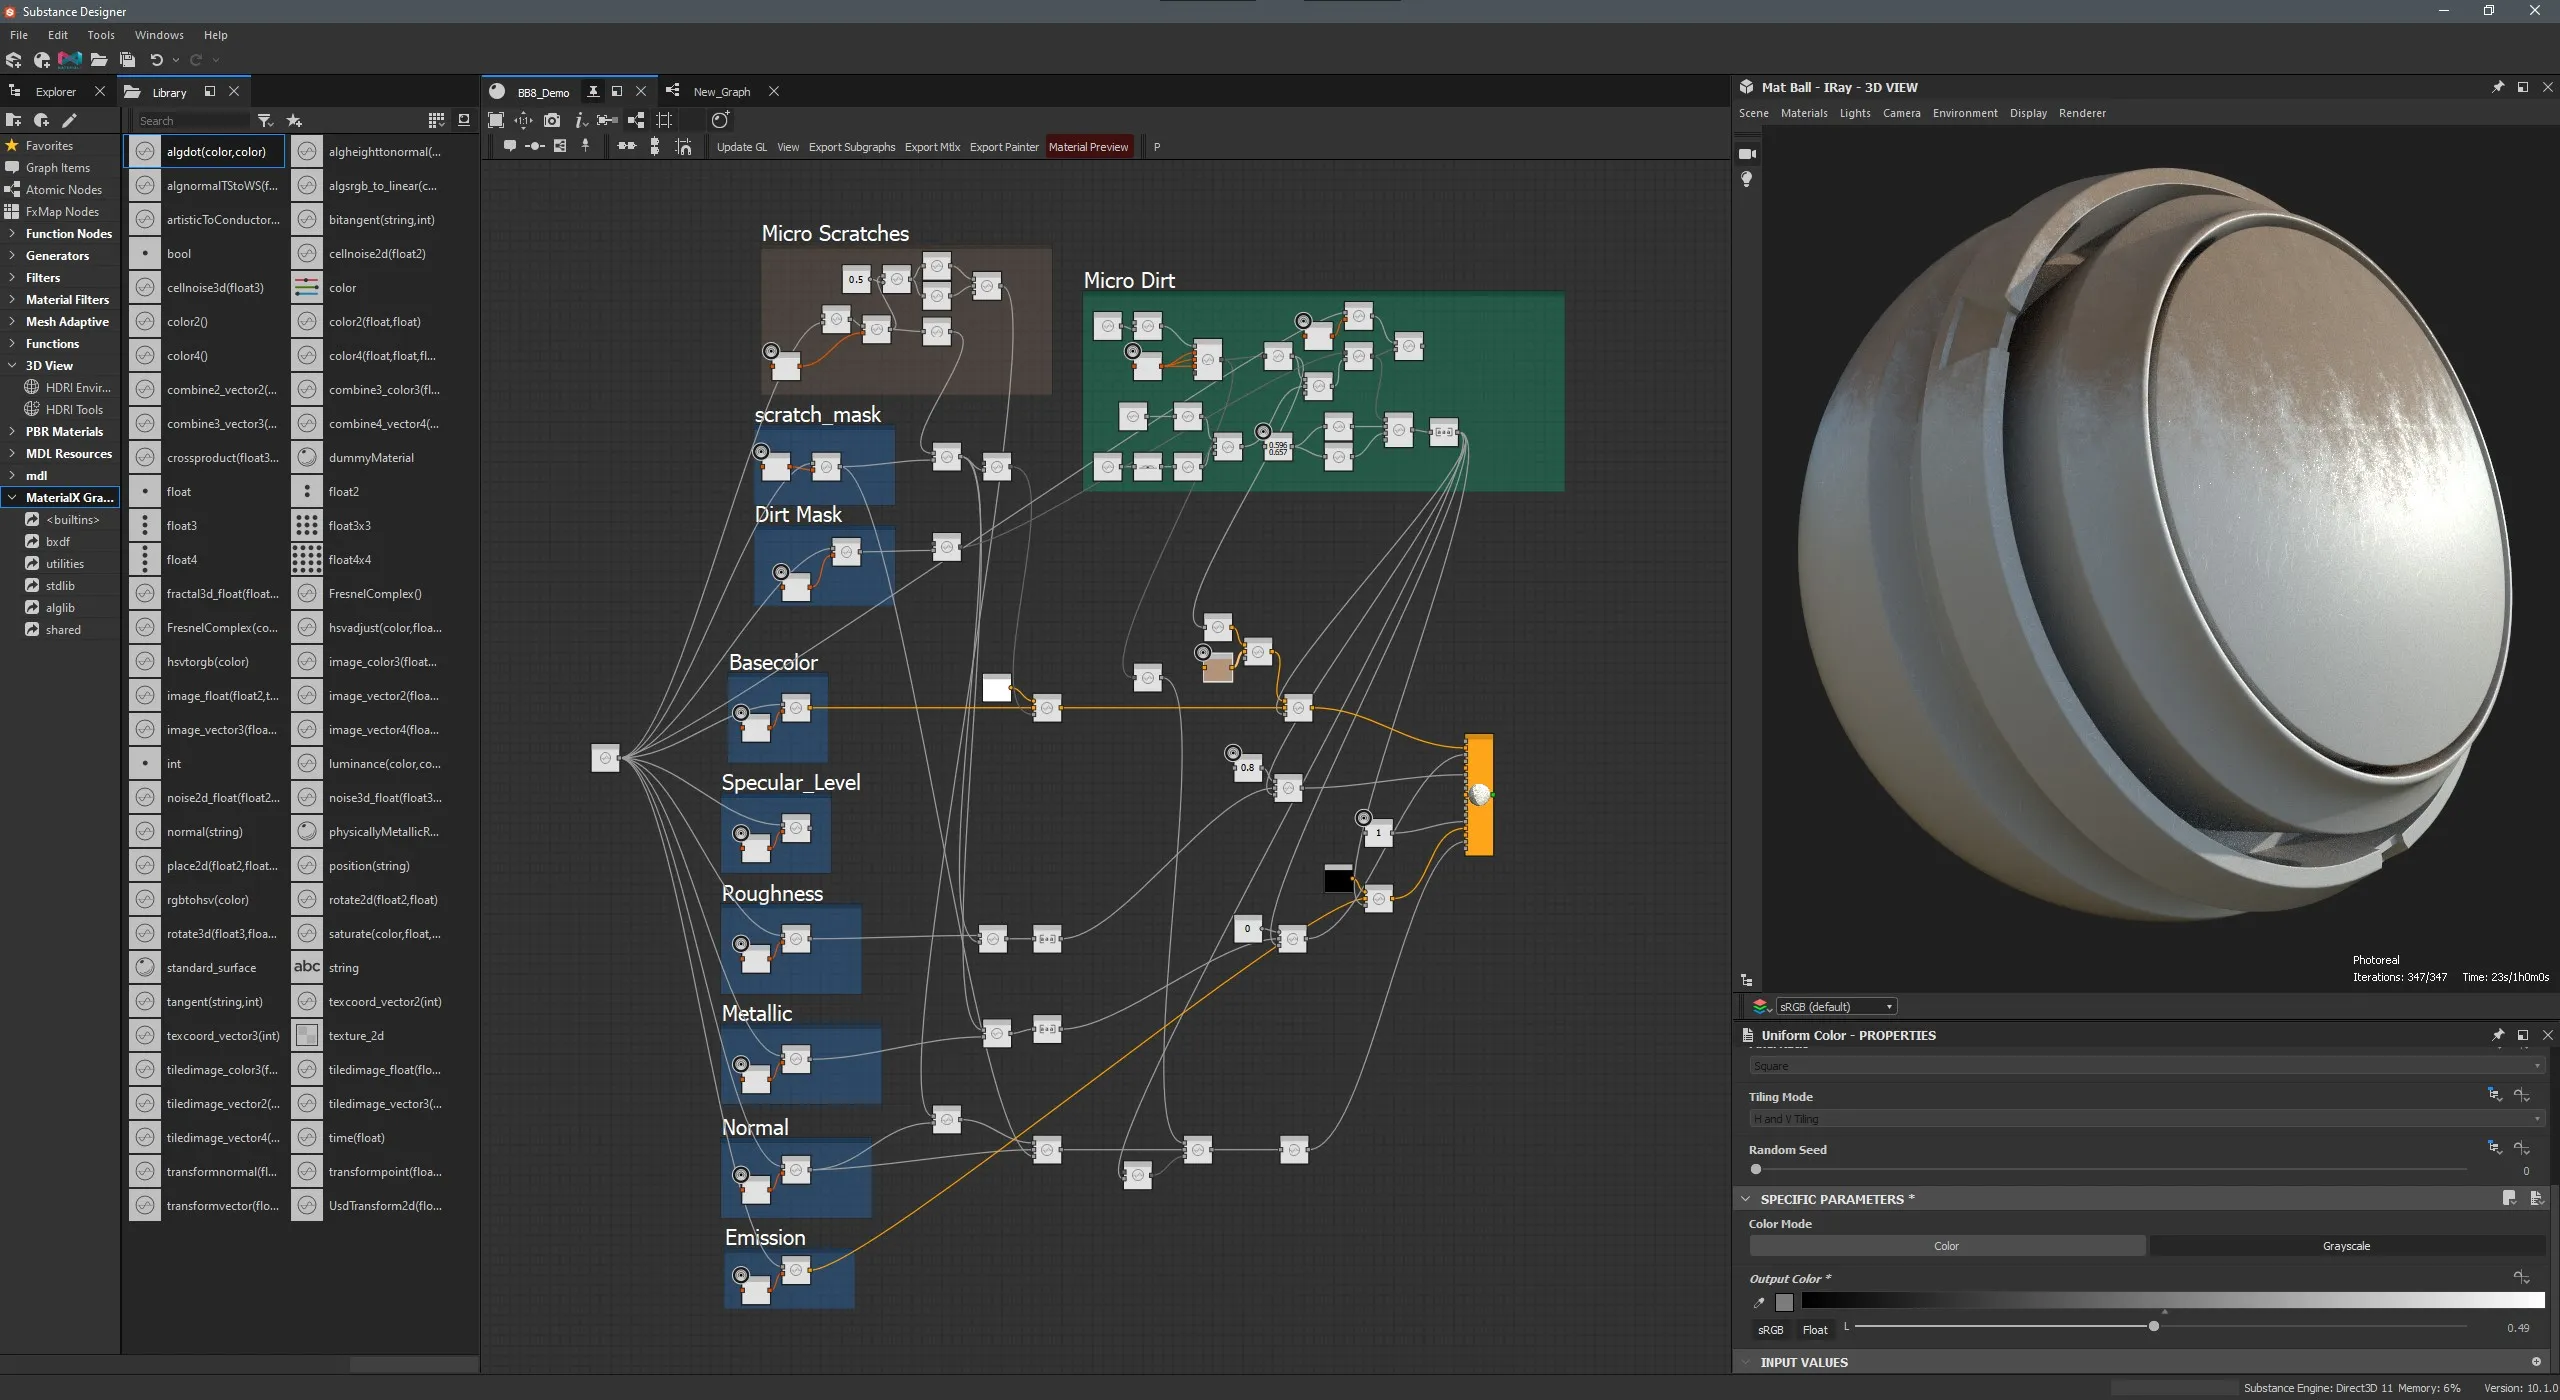 Substance Designer
File Edit Tools Windows Help
Explorer
Library
Search
Favorites
Graph Items
Atomic Nodes
FxMap Nodes
Function Nodes
Generators
Filters
Material Filters
Mesh Adaptive
Functions
3D View
HDRI Envir...
HDRI Tools
PBR Materials
MDL Resources
mdl
MaterialX Gra...
<builtins>
bxdf
utilities
stdlib
alglib
shared
algdot(color,color) algheighttonormal(...
algnormalTStoWS(f... algsrgb_to_linear(c...
artisticToConductor... bitangent(string,int)
bool cellnoise2d(float2)
cellnoise3d(float3) color
color2() color2(float,float)
color4() color4(float,float,fl...
combine2_vector2(... combine3_color3(fl...
combine3_vector3(... combine4_vector4(...
crossproduct(float3... dummyMaterial
float float2
float3 float3x3
float4 float4x4
fractal3d_float(float... FresnelComplex()
FresnelComplex(co... hsvadjust(color,floa...
hsvtorgb(color) image_color3(float...
image_float(float2,t... image_vector2(floa...
image_vector3(floa... image_vector4(floa...
int luminance(color,co...
noise2d_float(float2... noise3d_float(float3...
normal(string) physicallyMetallicR...
place2d(float2,float... position(string)
rgbtohsv(color) rotate2d(float2,float)
rotate3d(float3,floa... saturate(color,float,...
standard_surface abc string
tangent(string,int) texcoord_vector2(int)
texcoord_vector3(int) texture_2d
tiledimage_color3(f... tiledimage_float(flo...
tiledimage_vector2(... tiledimage_vector3(...
tiledimage_vector4(... time(float)
transformnormal(fl... transformpoint(floa...
transformvector(flo... UsdTransform2d(flo...
BB8_Demo
New_Graph
Update GL View Export Subgraphs Export Mtlx Export Painter Material Preview P
Micro Scratches
0.5
Micro Dirt
0.596
0.657
scratch_mask
Dirt Mask
Basecolor
Specular_Level
0.8
1
Roughness
0
Metallic
Normal
Emission
Mat Ball - IRay - 3D VIEW
Scene Materials Lights Camera Environment Display Renderer
Photoreal
Iterations: 347/347 Time: 23s/1h0m0s
sRGB (default)
Uniform Color - PROPERTIES
Square
Tiling Mode
H and V Tiling
Random Seed
0
SPECIFIC PARAMETERS *
Color Mode
Color Grayscale
Output Color *
sRGB Float L 0.49
INPUT VALUES
Substance Engine: Direct3D 11 Memory: 6% Version: 10.1.0